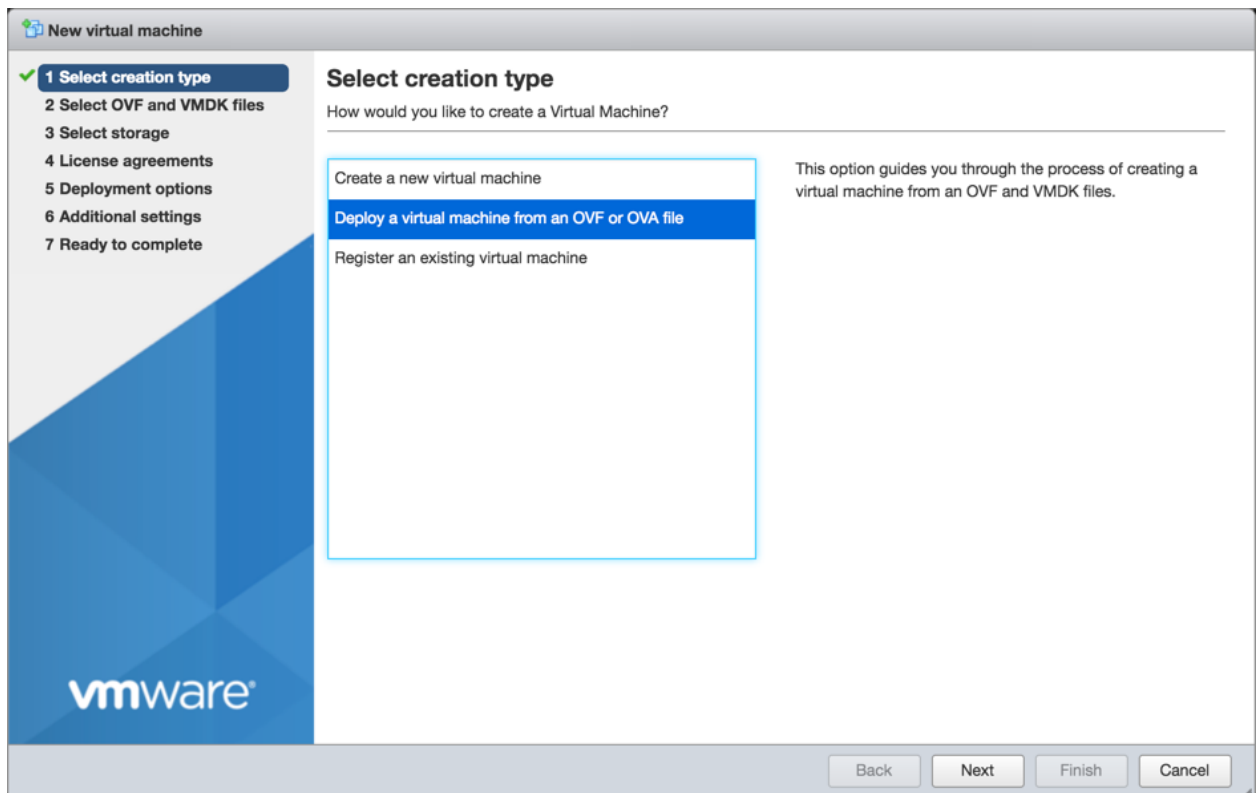 New virtual machine
1 Select creation type
2 Select OVF and VMDK files
3 Select storage
4 License agreements
5 Deployment options
6 Additional settings
7 Ready to complete
Select creation type
How would you like to create a Virtual Machine?
Create a new virtual machine
Deploy a virtual machine from an OVF or OVA file
Register an existing virtual machine
This option guides you through the process of creating a
virtual machine from an OVF and VMDK files.
vmware®
Back
Next
Finish
Cancel